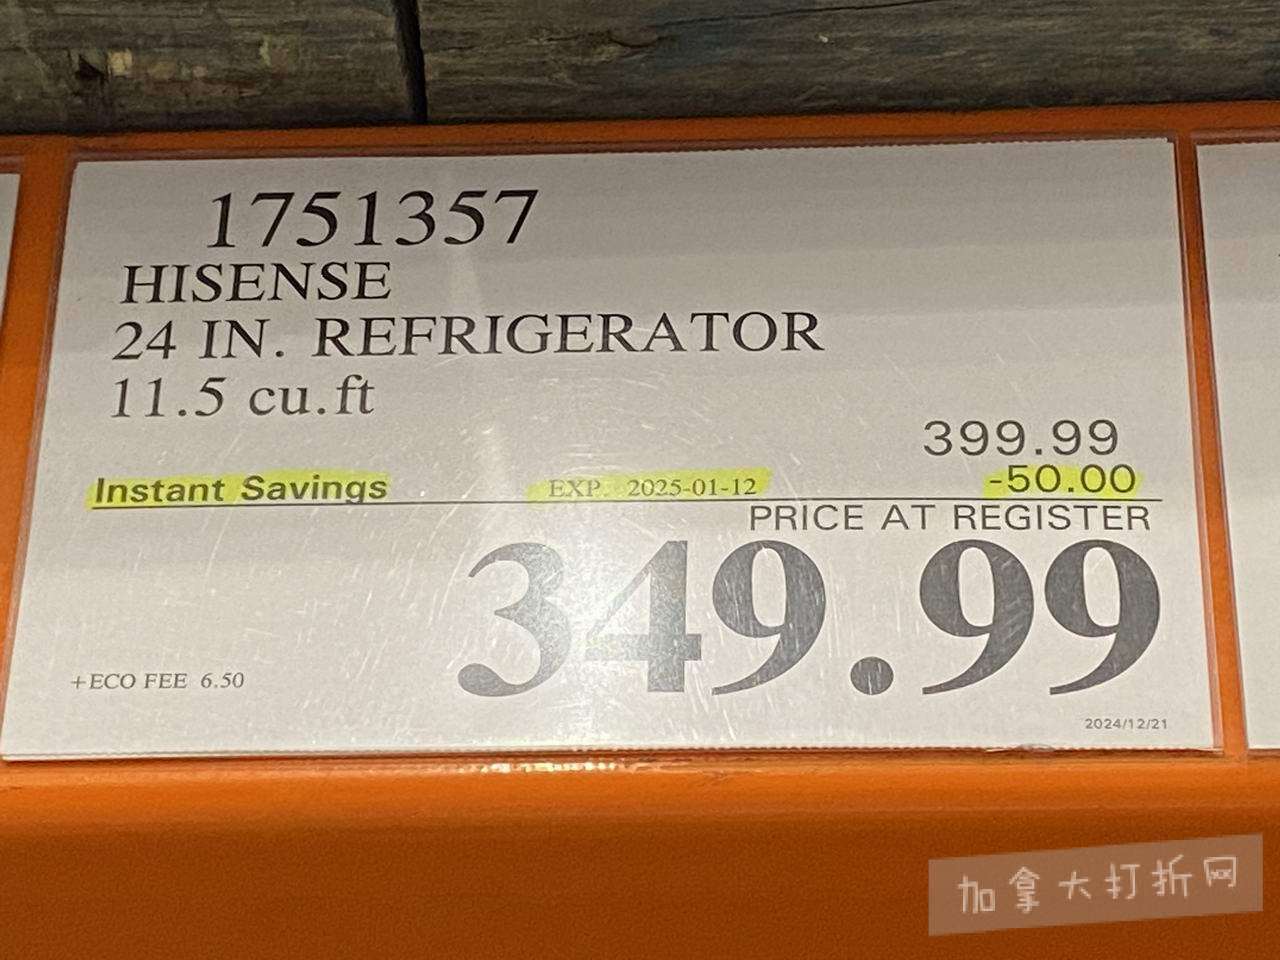 1751357
HISENSE
24 IN. REFRIGERATOR
11.5 cu.ft
399.99
Instant Savings EXP. 2025-01-12 -50.00
PRICE AT REGISTER
349.99
+ECO FEE 6.50
2024/12/21
加拿大打折网